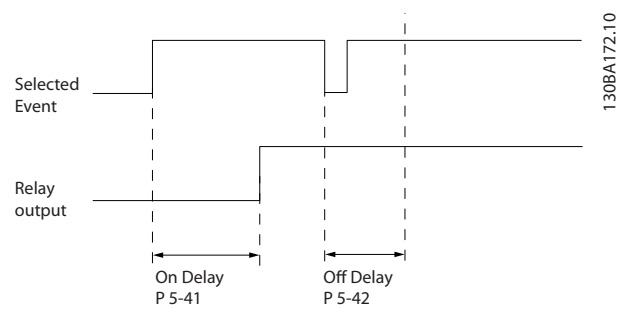 130BA172.10
Selected
Event
Relay
output
On Delay
P 5-41
Off Delay
P 5-42